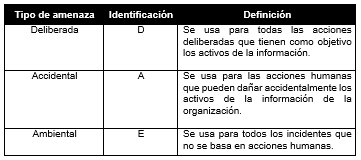 Tipo de amenaza Identificación Definición
Deliberada D Se usa para todas las acciones
deliberadas que tienen como objetivo
los activos de la información.
Accidental A Se usa para las acciones humanas
que pueden dañar accidentalmente los
activos de la información de la
organización.
Ambiental E Se usa para todos los incidentes que
no se basa en acciones humanas.